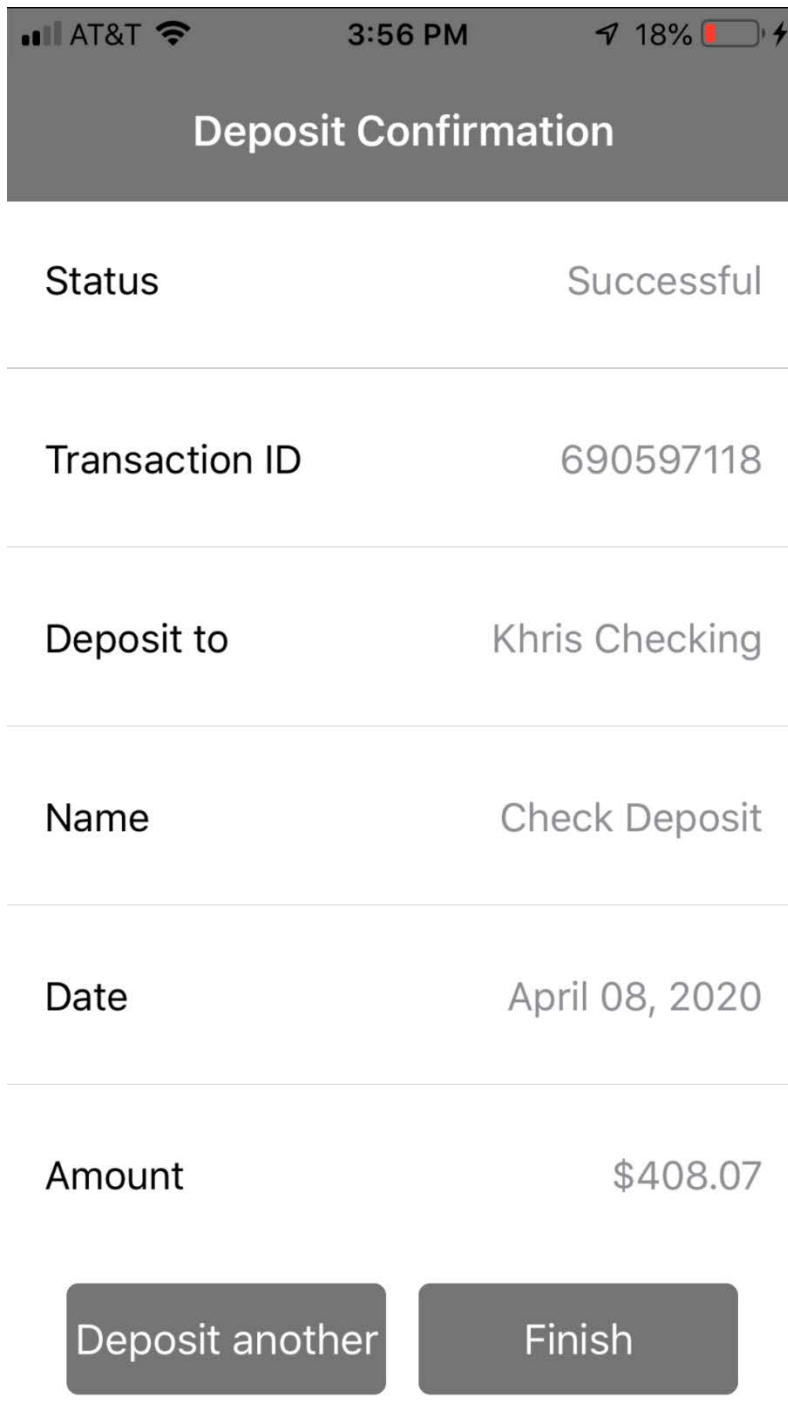 AT&T 3:56 PM 18%
Deposit Confirmation
Status Successful
Transaction ID 690597118
Deposit to Khris Checking
Name Check Deposit
Date April 08, 2020
Amount $408.07
Deposit another Finish